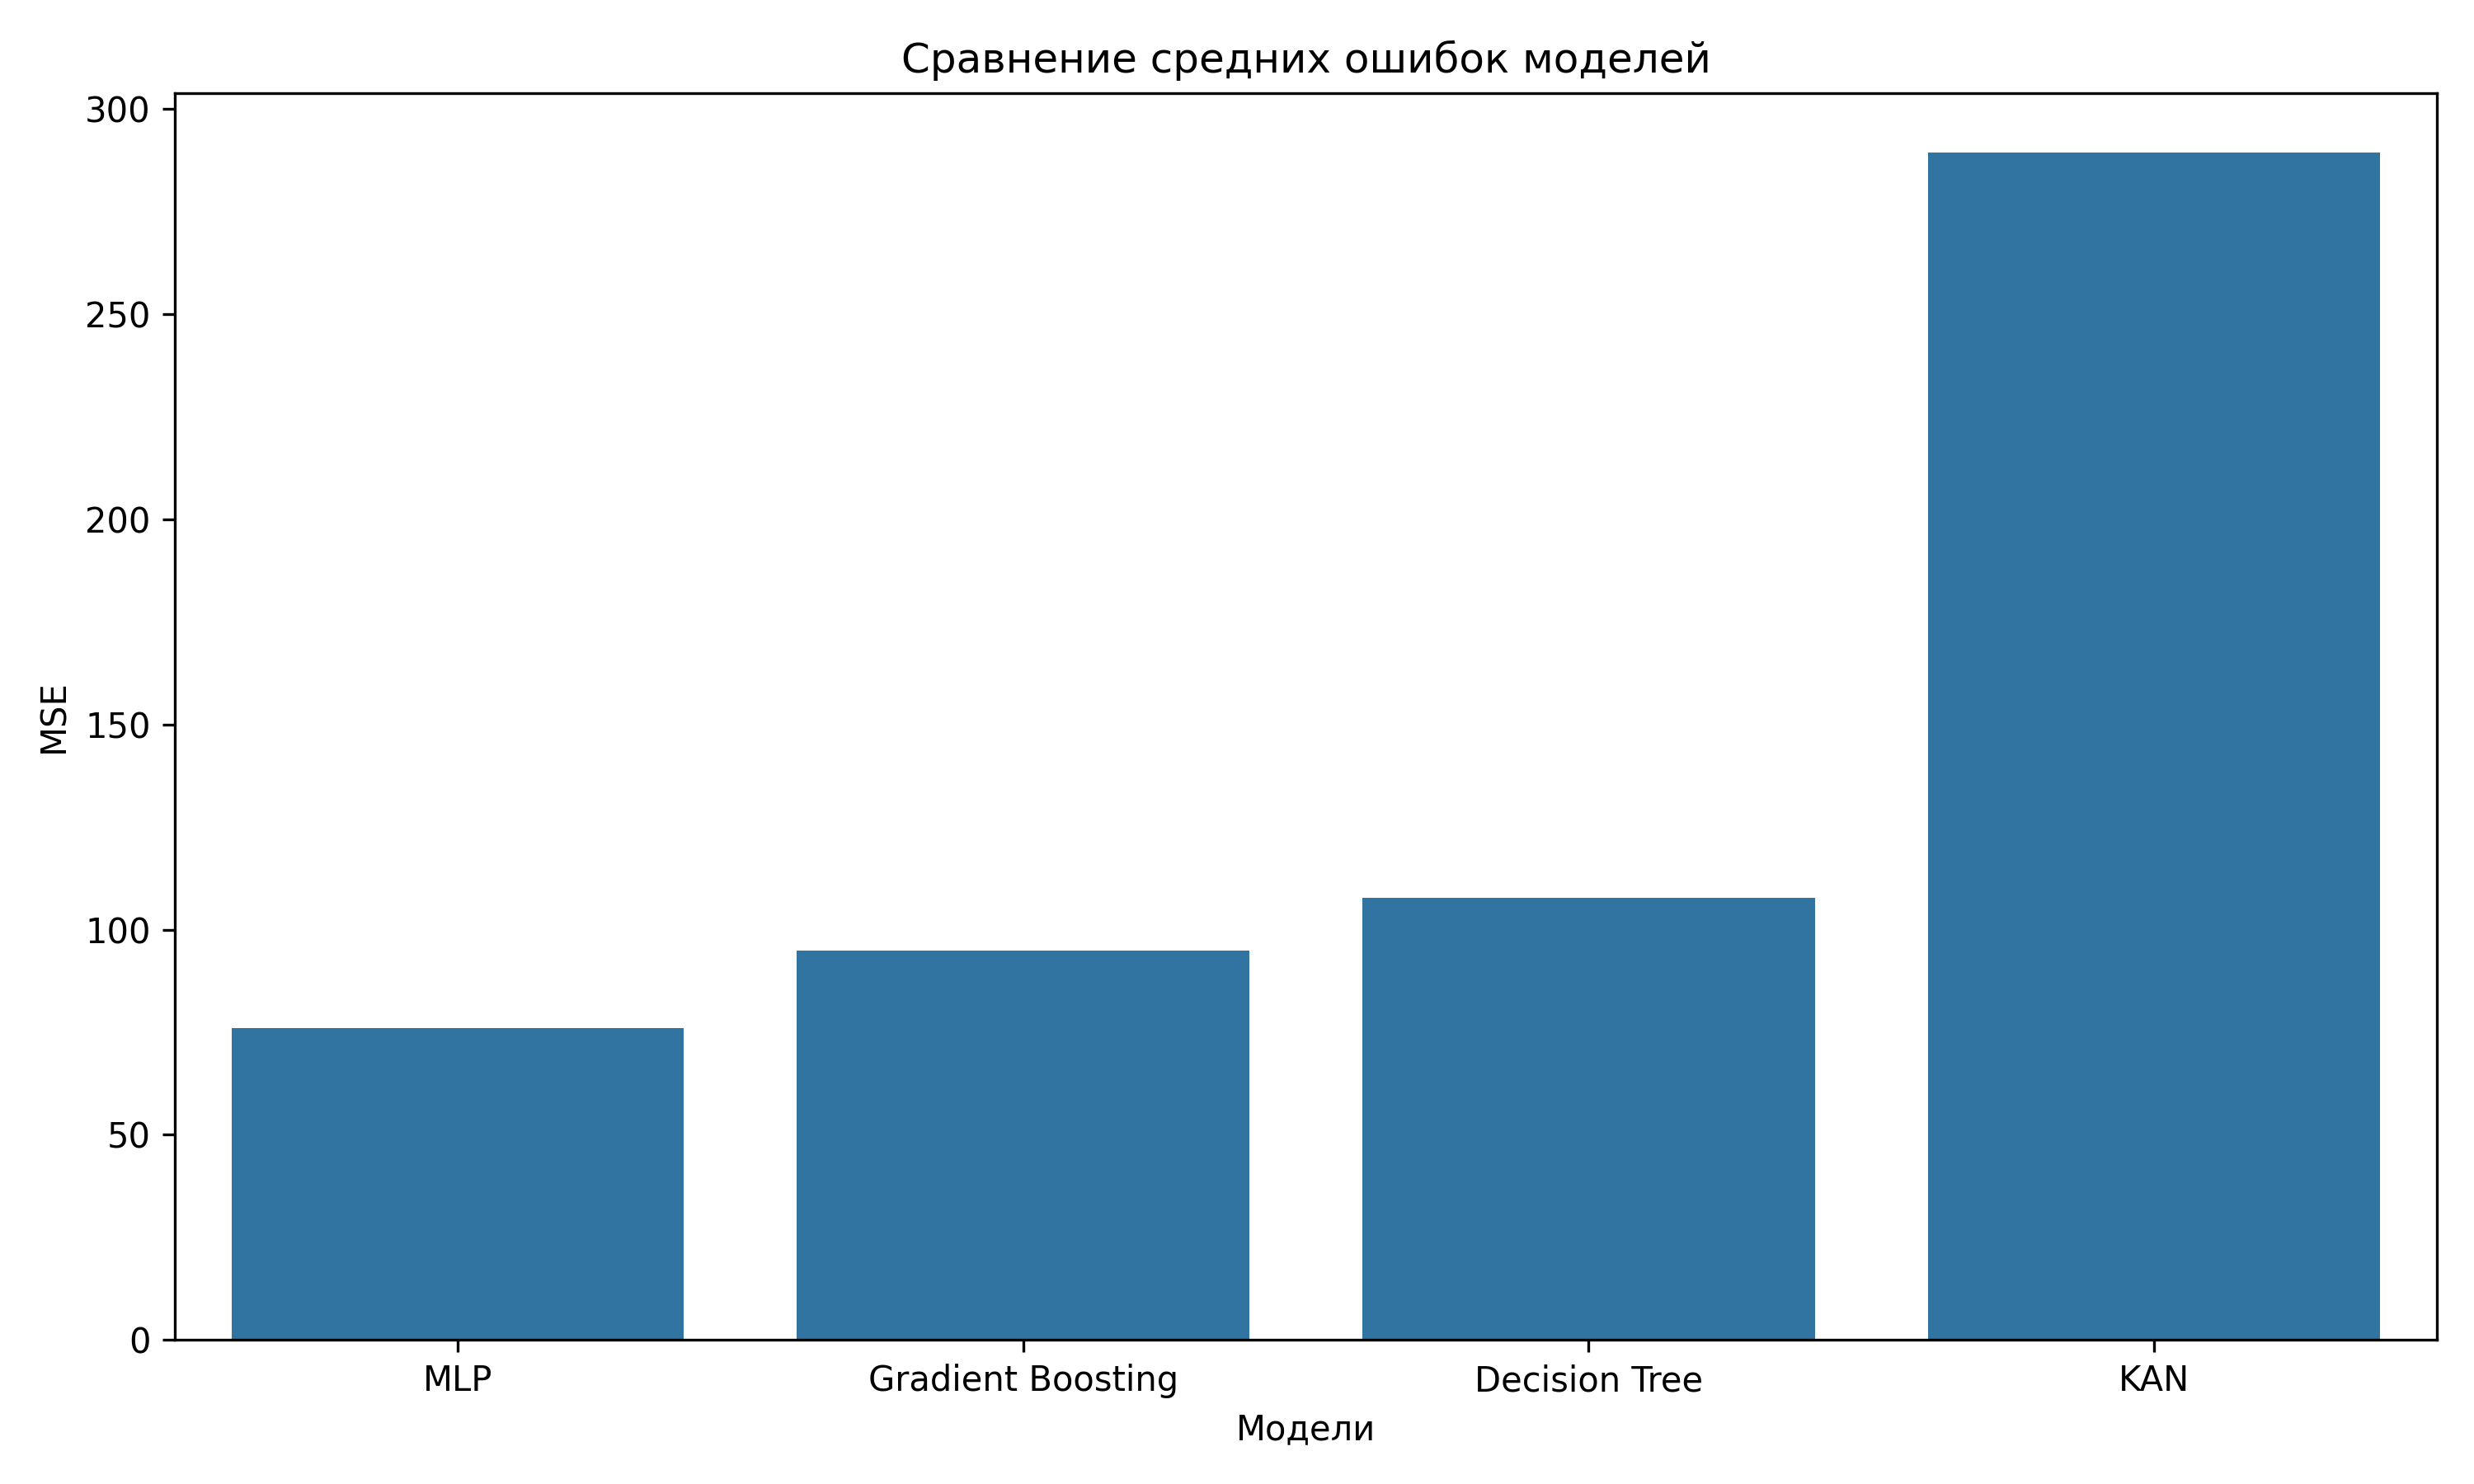 Сравнение средних ошибок моделей
300
250
200
150
100
50
0
MSE
MLP
Gradient Boosting
Decision Tree
KAN
Модели